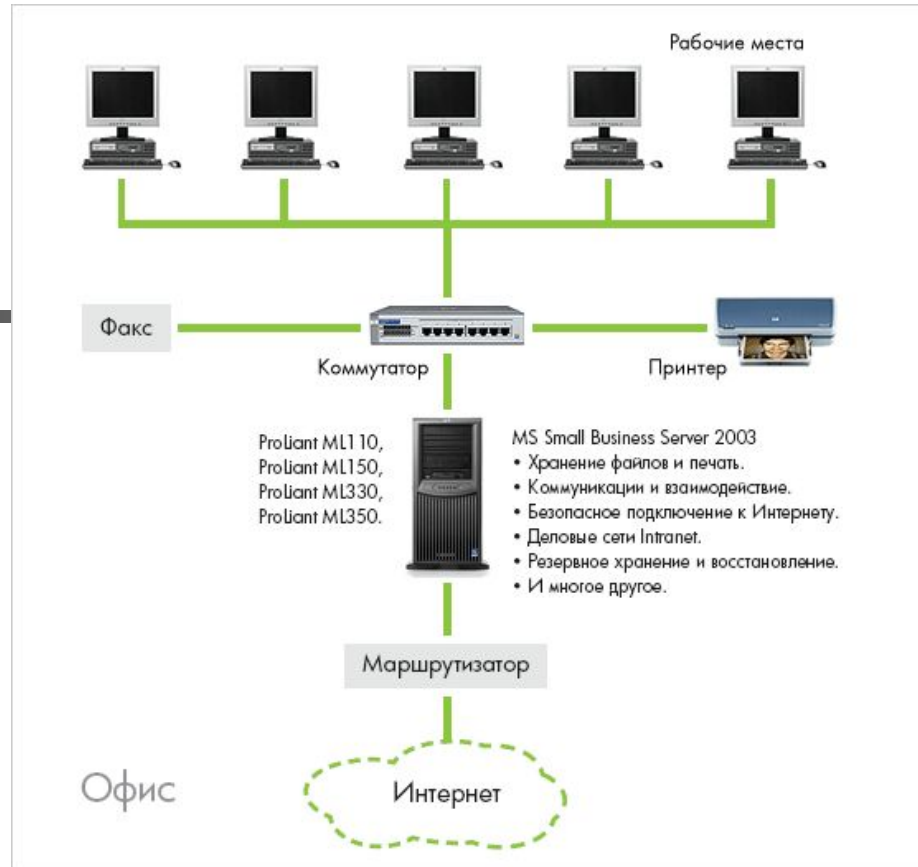 Рабочие места
Факс
Коммутатор
Принтер
ProLiant ML110,
ProLiant ML150,
ProLiant ML330,
ProLiant ML350.
MS Small Business Server 2003
• Хранение файлов и печать.
• Коммуникации и взаимодействие.
• Безопасное подключение к Интернету.
• Деловые сети Intranet.
• Резервное хранение и восстановление.
• И многое другое.
Маршрутизатор
Офис
Интернет